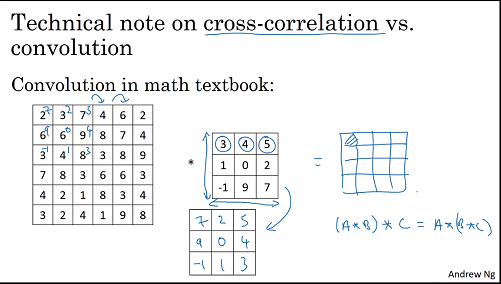 Technical note on cross-correlation vs.
convolution
Convolution in math textbook:
2 7 3 2 7 5 4 6 2
6 9 6 0 9 4 8 7 4
3 -1 4 1 8 3 3 8 9
7 8 3 6 6 3
4 2 1 8 3 4
3 2 4 1 9 8
*
3 4 5
1 0 2
-1 9 7
=
7 2 5
9 0 4
-1 1 3
(A*B)*C = A*(B*C)
Andrew Ng